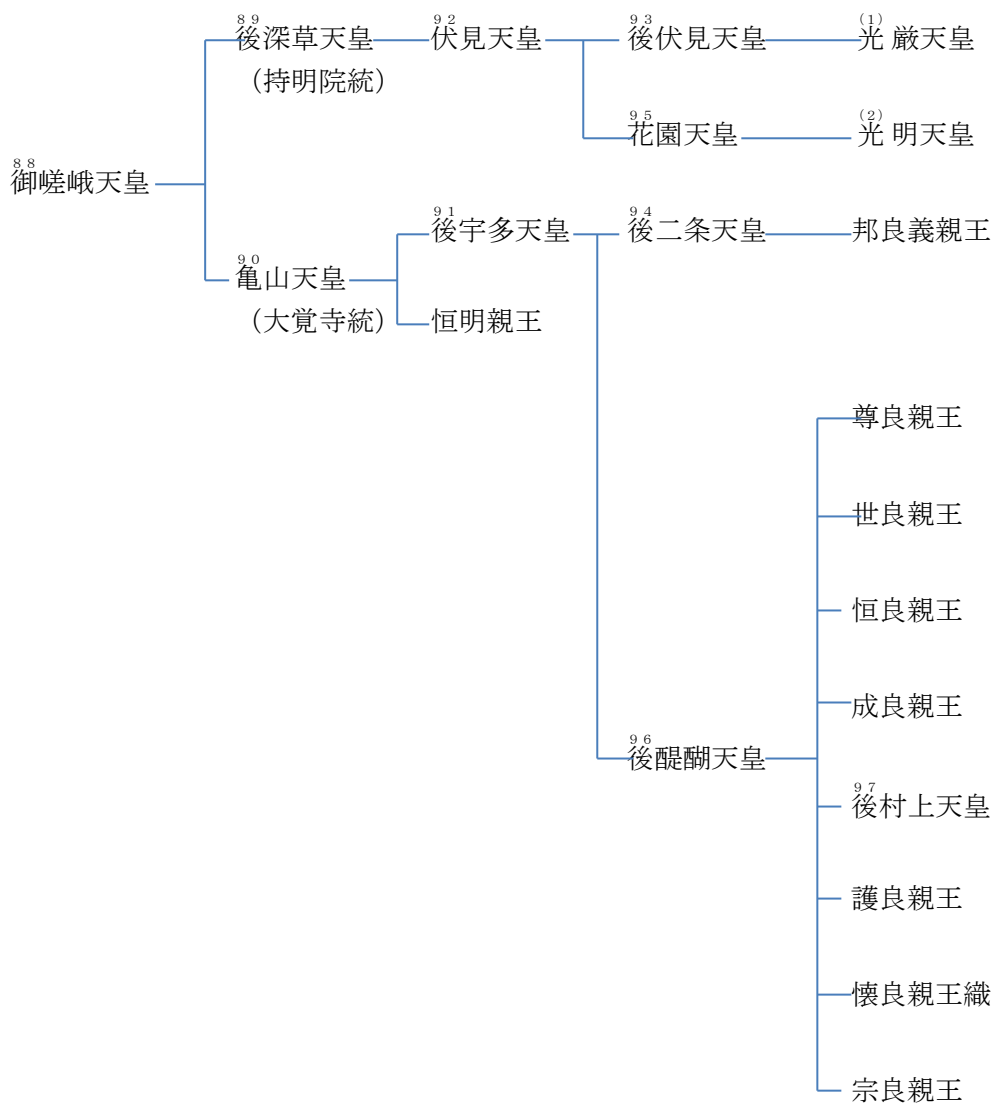 89 92 93 (1)
後深草天皇 伏見天皇 後伏見天皇 光厳天皇
(持明院統)
95 (2)
花園天皇 光明天皇
88
御嵯峨天皇
91 94
後宇多天皇 後二条天皇 邦良義親王
90
亀山天皇
(大覚寺統) 恒明親王
尊良親王
世良親王
恒良親王
成良親王
96
後醍醐天皇
97
後村上天皇
護良親王
懐良親王織
宗良親王